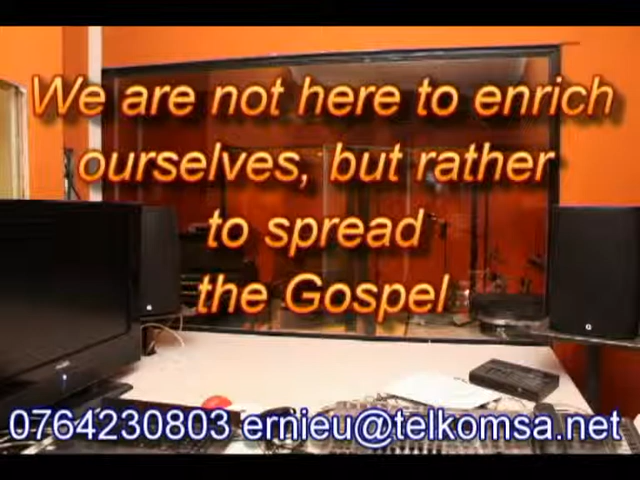 We are not here to enrich
ourselves, but rather
to spread
the Gospel
0764230803 ernieu@telkomsa.net